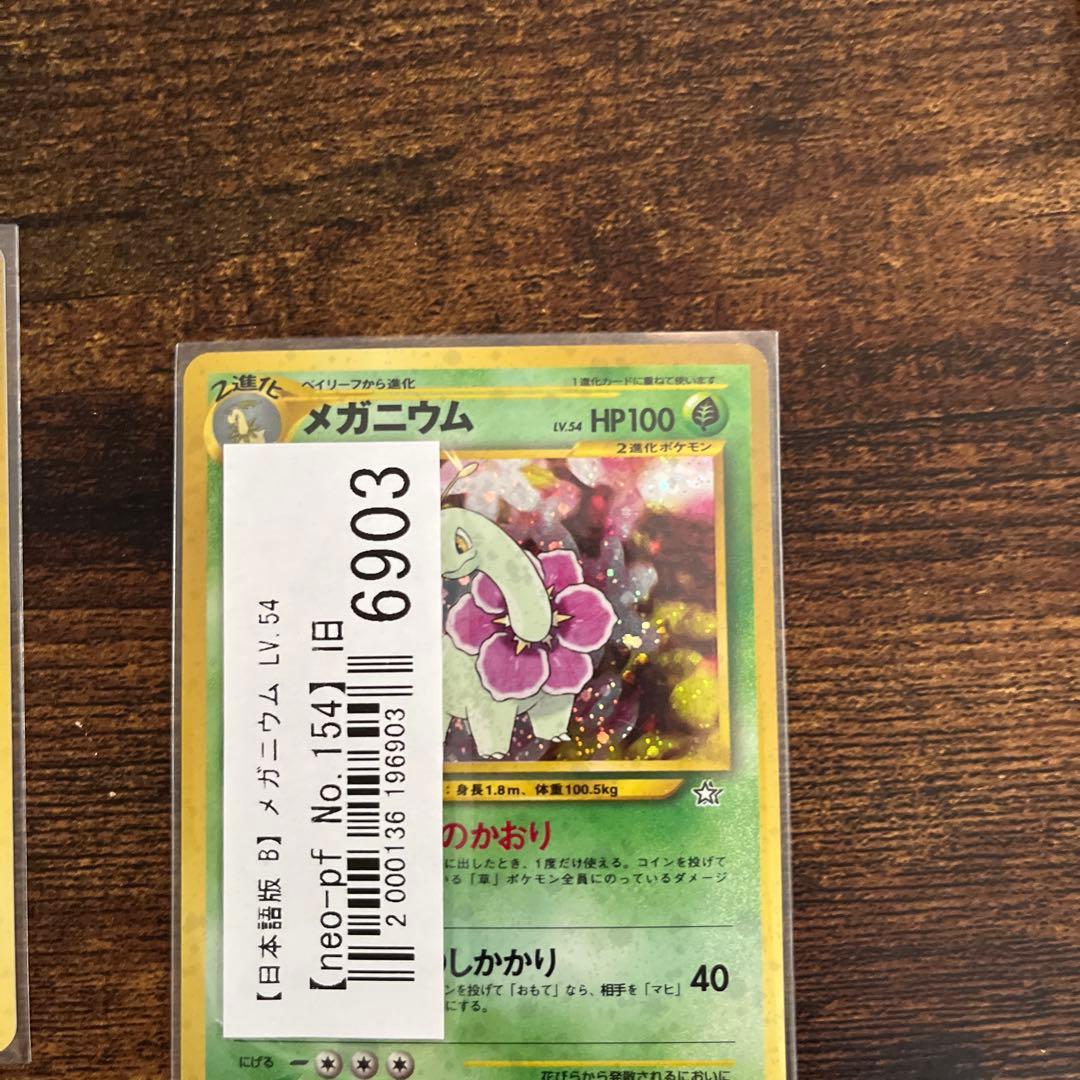 2進化
ベイリーフから進化
1進化カードに重ねて使います
メガニウム
LV.54 HP100
2進化ポケモン
【日本語版 B】 メガニウム LV.54
【neo-pf No.154】 旧
2 000136 196903
6903
：身長1.8m、体重100.5kg
のかおり
に出したとき、1度だけ使える。コインを投げて
る「草」ポケモン全員にのっているダメージ
しかかり
40
ンを投げて「おもて」なら、相手を「マヒ」
にする。
にげる
花びらから発散されるにおいに